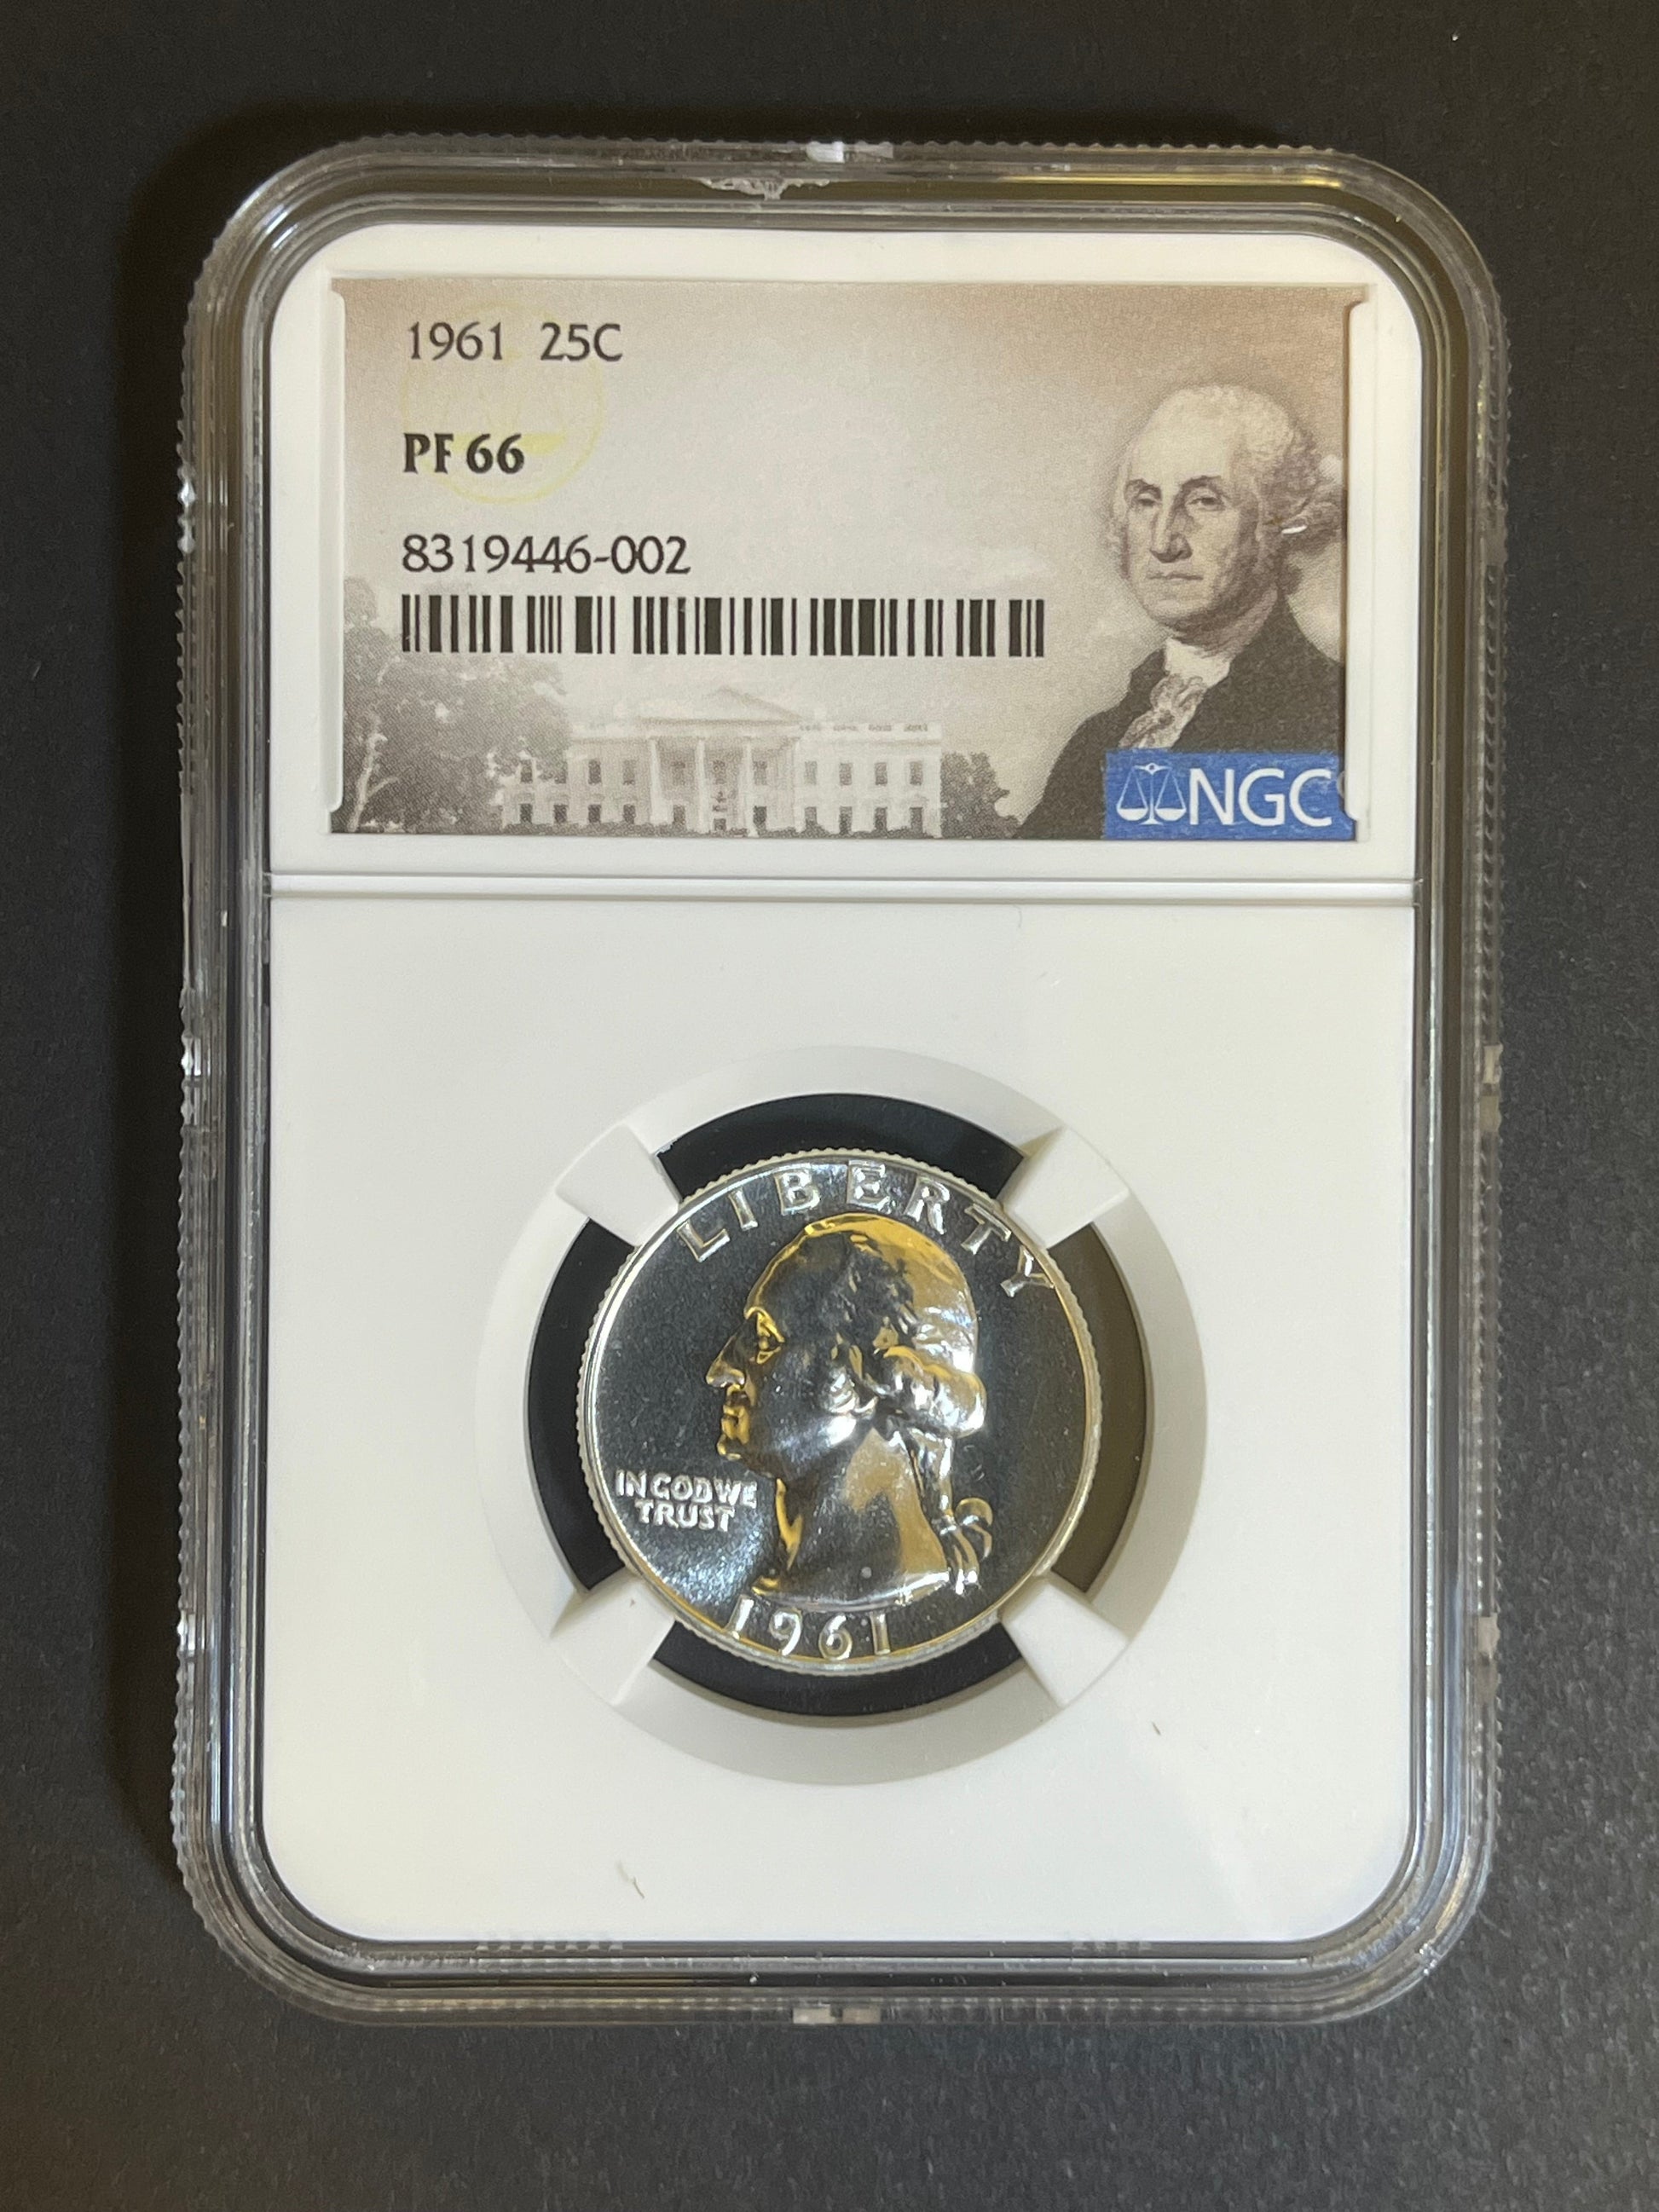 1961 25C
PF 66
8319446-002
NGC
LIBERTY
IN GOD WE
TRUST
1961